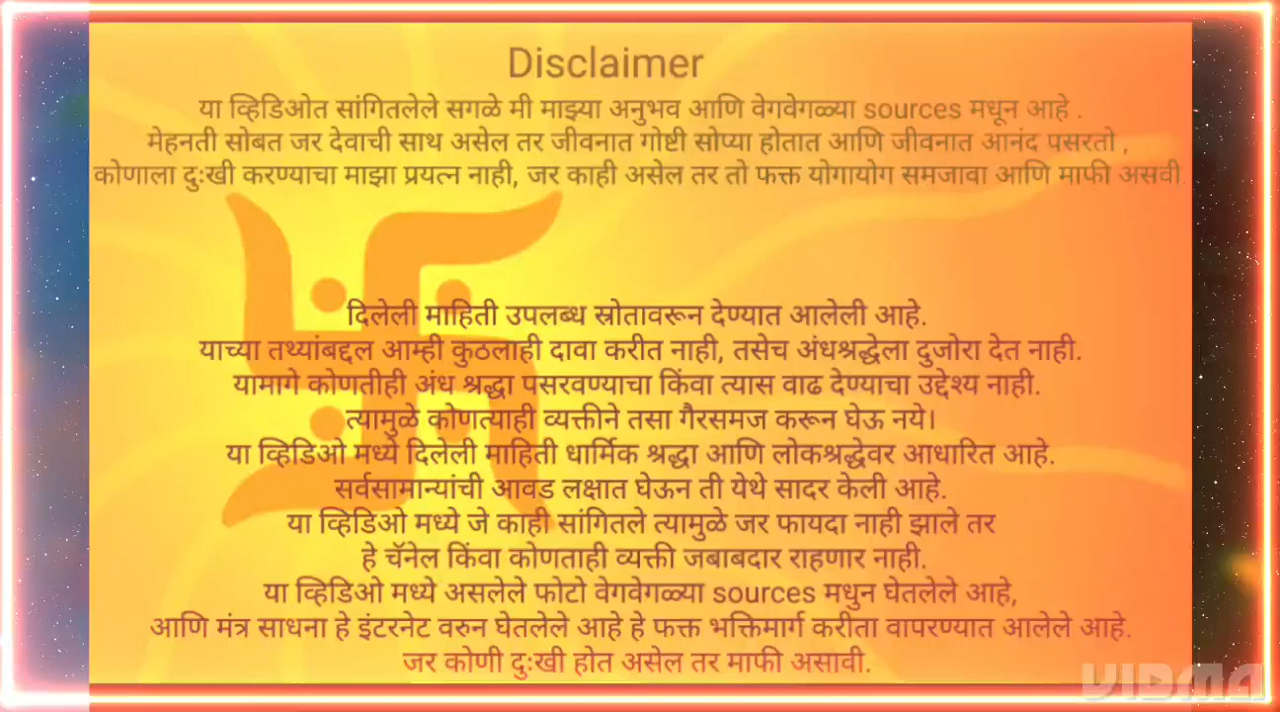 Disclaimer
या व्हिडिओत सांगितलेले सगळे मी माझ्या अनुभव आणि वेगवेगळ्या sources मधून आहे .
मेहनती सोबत जर देवाची साथ असेल तर जीवनात गोष्टी सोप्या होतात आणि जीवनात आनंद पसरतो ,
कोणाला दुःखी करण्याचा माझा प्रयत्न नाही, जर काही असेल तर तो फक्त योगायोग समजावा आणि माफी असवी.
दिलेली माहिती उपलब्ध स्रोतावरून देण्यात आलेली आहे.
याच्या तथ्यांबद्दल आम्ही कुठलाही दावा करीत नाही, तसेच अंधश्रद्धेला दुजोरा देत नाही.
यामागे कोणतीही अंध श्रद्धा पसरवण्याचा किंवा त्यास वाढ देण्याचा उद्देश्य नाही.
त्यामुळे कोणत्याही व्यक्तीने तसा गैरसमज करून घेऊ नये।
या व्हिडिओ मध्ये दिलेली माहिती धार्मिक श्रद्धा आणि लोकश्रद्धेवर आधारित आहे.
सर्वसामान्यांची आवड लक्षात घेऊन ती येथे सादर केली आहे.
या व्हिडिओ मध्ये जे काही सांगितले त्यामुळे जर फायदा नाही झाले तर
हे चॅनेल किंवा कोणताही व्यक्ती जबाबदार राहणार नाही.
या व्हिडिओ मध्ये असलेले फोटो वेगवेगळ्या sources मधुन घेतलेले आहे,
आणि मंत्र साधना हे इंटरनेट वरुन घेतलेले आहे हे फक्त भक्तिमार्ग करीता वापरण्यात आलेले आहे.
जर कोणी दुःखी होत असेल तर माफी असावी.
VIDMA